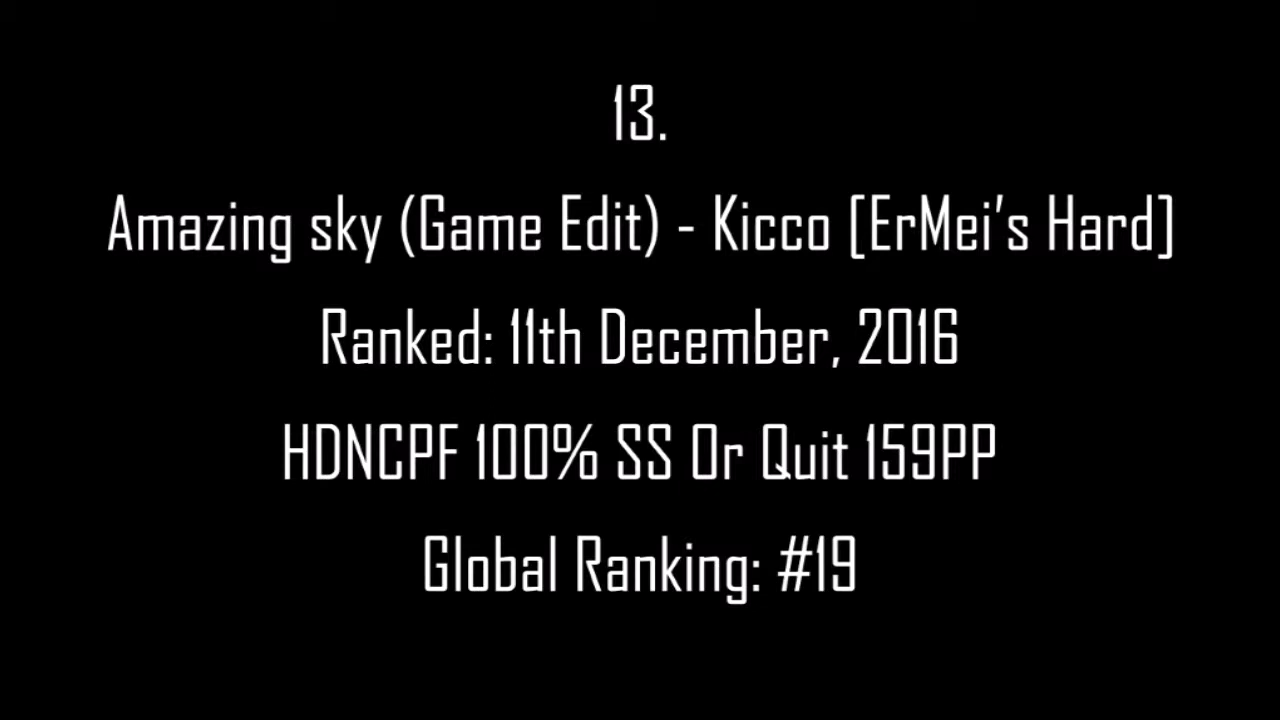 13.
Amazing sky (Game Edit) - Kicco [ErMei's Hard]
Ranked: 11th December, 2016
HDNCPF 100% SS Or Quit 159PP
Global Ranking: #19